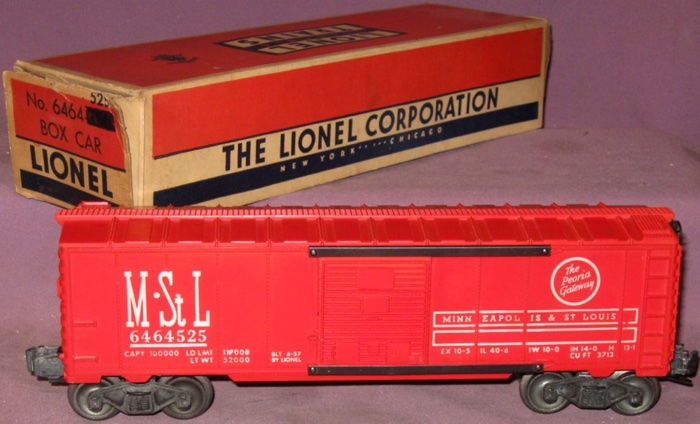 525
No. 6464
BOX CAR
LIONEL
THE LIONEL CORPORATION
NEW YORK CHICAGO
M·St L
6464525
CAPY 100000 LD LMT
LT WT 52000
BLT 6-57
BY LIONEL
The
Peoria
Gateway
MINNEAPOLIS & ST LOUIS
EX 10-5 IL 40-6 IW 10-0 IH 14-0 H 13-1
CU FT 3713